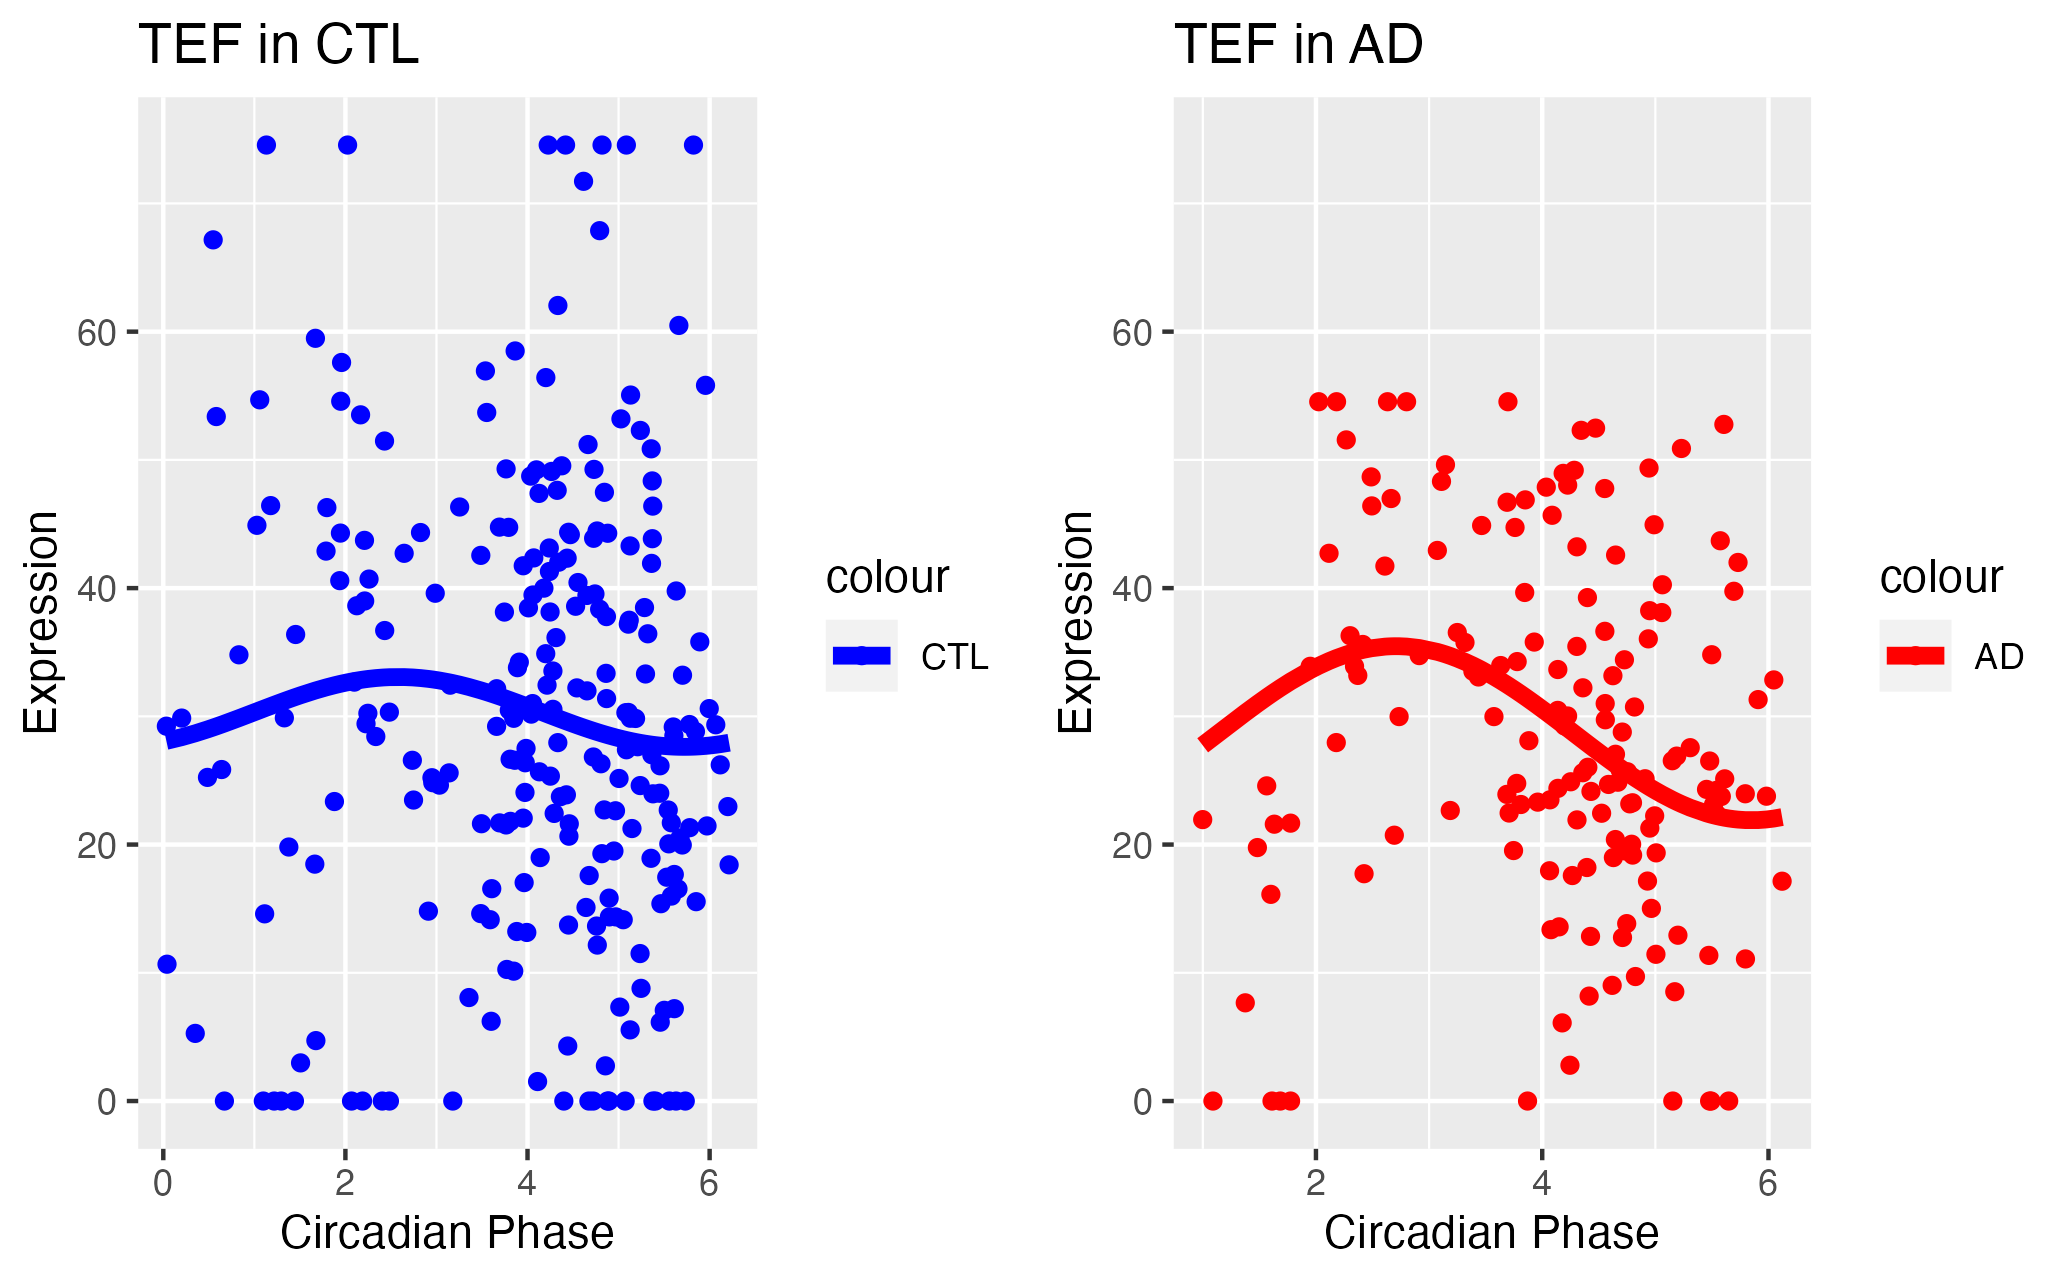 TEF in CTL
Expression
60
40
20
0
0 2 4 6
Circadian Phase
colour
CTL
TEF in AD
Expression
60
40
20
0
2 4 6
Circadian Phase
colour
AD